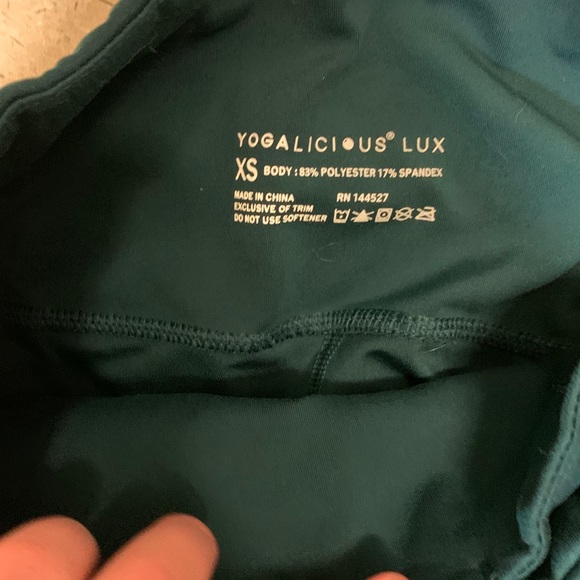 YOGALICIOUS® LUX
XS BODY : 83% POLYESTER 17% SPANDEX
MADE IN CHINA RN 144527
EXCLUSIVE OF TRIM
DO NOT USE SOFTENER